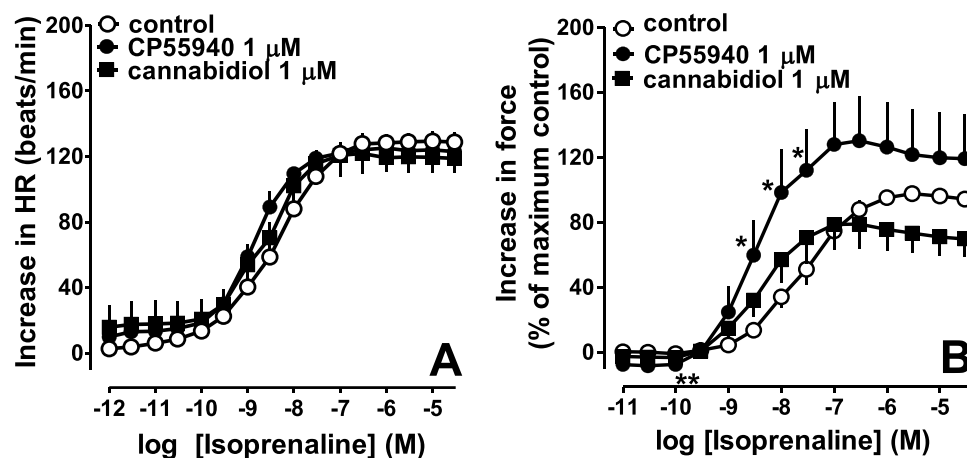 Increase in HR (beats/min)
200
160
120
80
40
0
control
CP55940 1 μM
cannabidiol 1 μM
A
-12 -11 -10 -9 -8 -7 -6 -5
log [Isoprenaline] (M)
Increase in force
(% of maximum control)
200
160
120
80
40
0
control
CP55940 1 μM
cannabidiol 1 μM
*
*
*
**
B
-11 -10 -9 -8 -7 -6 -5
log [Isoprenaline] (M)